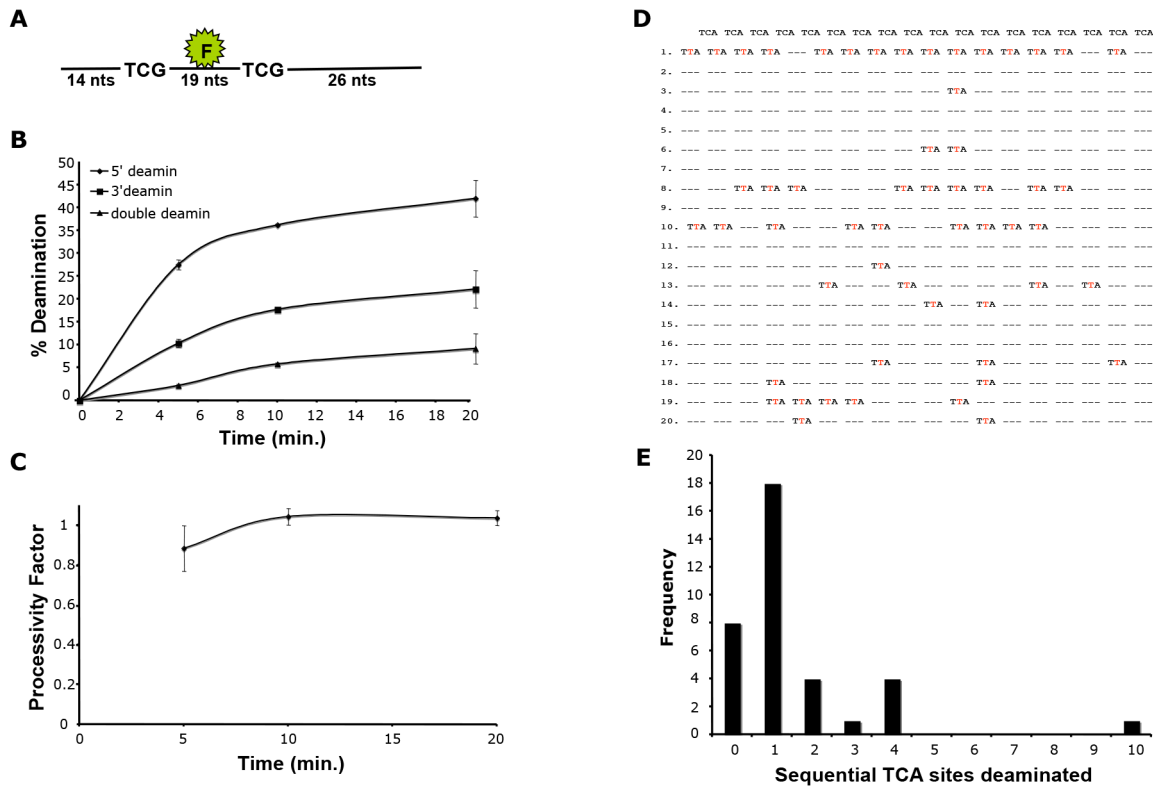 A
F
TCG TCG
14 nts 19 nts 26 nts
B
50
45
40
35
30
25
20
15
10
5
0
% Deamination
5' deamin
3'deamin
double deamin
0 2 4 6 8 10 12 14 16 18 20
Time (min.)
C
1
0.8
0.6
0.4
0.2
0
Processivity Factor
0 5 10 15 20
Time (min.)
D
TCA TCA TCA TCA TCA TCA TCA TCA TCA TCA TCA TCA TCA TCA TCA TCA TCA TCA
1. TTA TTA TTA TTA --- TTA TTA TTA TTA TTA TTA TTA TTA TTA TTA --- TTA ---
2. --- --- --- --- --- --- --- --- --- --- --- --- --- --- --- --- --- ---
3. --- --- --- --- --- --- --- --- --- --- TTA --- --- --- --- --- --- ---
4. --- --- --- --- --- --- --- --- --- --- --- --- --- --- --- --- --- ---
5. --- --- --- --- --- --- --- --- --- --- --- --- --- --- --- --- --- ---
6. --- --- --- --- --- --- --- --- --- TTA TTA --- --- --- --- --- --- ---
7. --- --- --- --- --- --- --- --- --- --- --- --- --- --- --- --- --- ---
8. --- --- TTA TTA TTA --- --- --- TTA TTA TTA TTA --- TTA TTA --- --- ---
9. --- --- --- --- --- --- --- --- --- --- --- --- --- --- --- --- --- ---
10. TTA TTA --- TTA --- --- TTA TTA --- --- TTA TTA TTA TTA --- --- --- ---
11. --- --- --- --- --- --- --- --- --- --- --- --- --- --- --- --- --- ---
12. --- --- --- --- --- --- --- TTA --- --- --- --- --- --- --- --- --- ---
13. --- --- --- --- --- TTA --- --- TTA --- --- --- --- TTA --- TTA --- ---
14. --- --- --- --- --- --- --- --- --- TTA --- TTA --- --- --- --- --- ---
15. --- --- --- --- --- --- --- --- --- --- --- --- --- --- --- --- --- ---
16. --- --- --- --- --- --- --- --- --- --- --- --- --- --- --- --- --- ---
17. --- --- --- --- --- --- --- TTA --- --- --- TTA --- --- --- --- TTA ---
18. --- --- --- TTA --- --- --- --- --- --- --- TTA --- --- --- --- --- ---
19. --- --- --- TTA TTA TTA TTA --- --- --- TTA --- --- --- --- --- --- ---
20. --- --- --- --- TTA --- --- --- --- --- --- TTA --- --- --- --- --- ---
E
20
18
16
14
12
10
8
6
4
2
0
Frequency
0 1 2 3 4 5 6 7 8 9 10
Sequential TCA sites deaminated